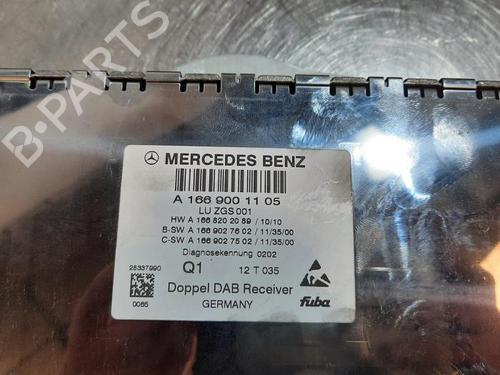 B-PARTS
MERCEDES BENZ
A 166 900 11 05
LU ZGS 001
HW A 166 820 20 89 / 10/10
B-SW A 166 902 76 02 / 11/35/00
C-SW A 166 902 75 02 / 11/35/00
Diagnosekennung 0202
28337990 Q1 12 T 035
Doppel DAB Receiver
0065 GERMANY fuba